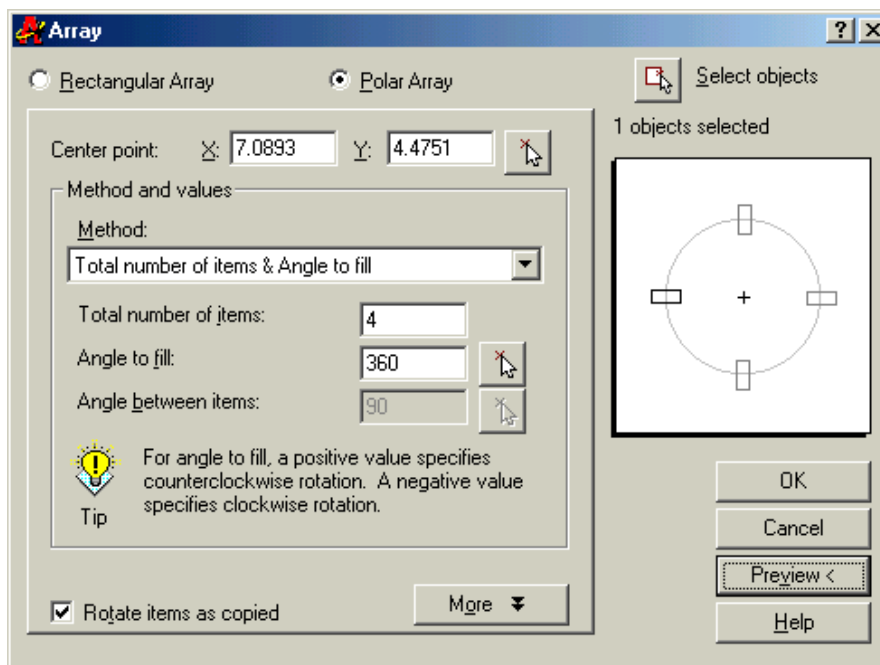 Array
Rectangular Array
Polar Array
Select objects
1 objects selected
Center point: X: 7.0893 Y: 4.4751
Method and values
Method:
Total number of items & Angle to fill
Total number of items: 4
Angle to fill: 360
Angle between items: 90
For angle to fill, a positive value specifies
counterclockwise rotation. A negative value
specifies clockwise rotation.
Tip
Rotate items as copied
More
OK
Cancel
Preview <
Help